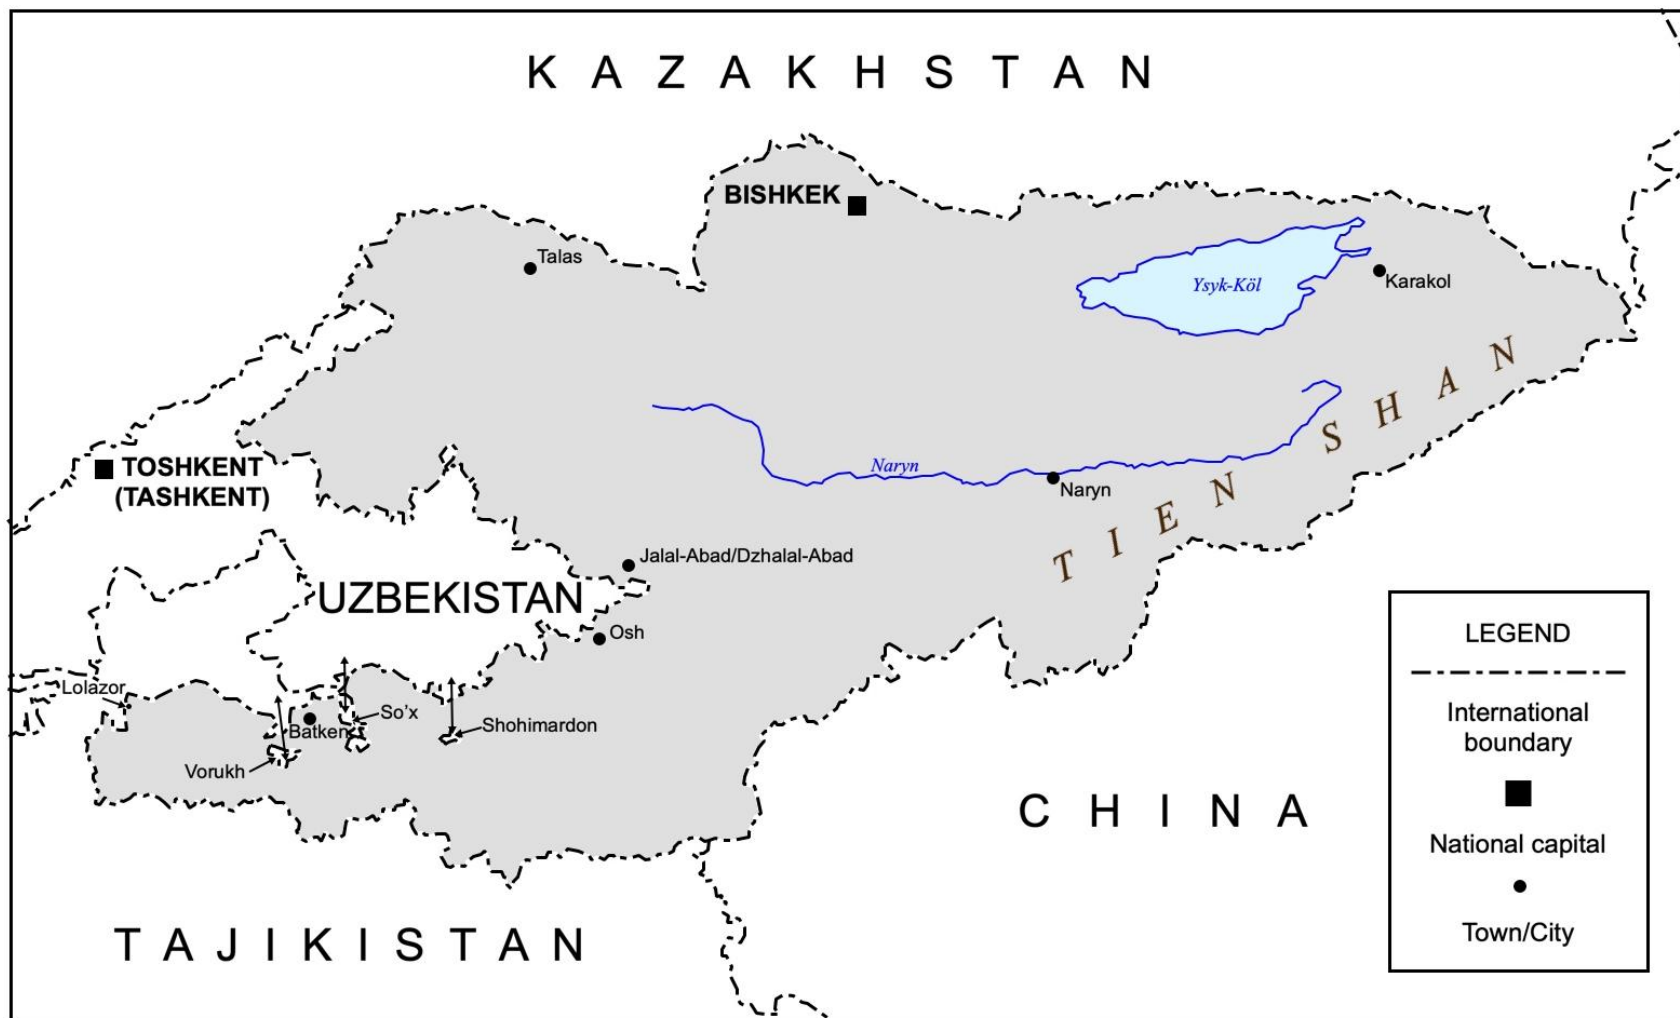 KAZAKHSTAN
BISHKEK
Talas
Ysyk-Köl
Karakol
TIEN SHAN
TOSHKENT
(TASHKENT)
Naryn
Naryn
Jalal-Abad/Dzhalal-Abad
UZBEKISTAN
Osh
Lolazor
So'x
Batken
Shohimardon
Vorukh
CHINA
TAJIKISTAN
LEGEND
International
boundary
National capital
Town/City